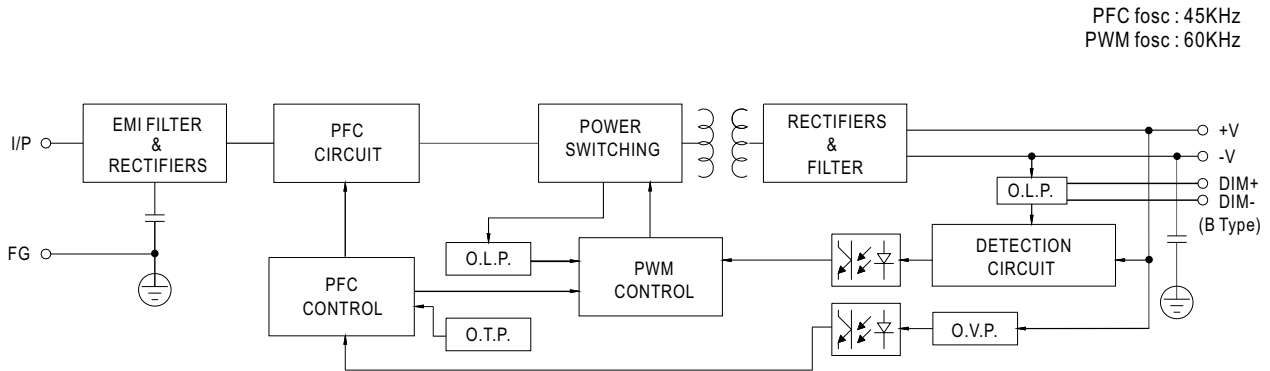 PFC fosc : 45KHz
PWM fosc : 60KHz
I/P
EMI FILTER
&
RECTIFIERS
PFC
CIRCUIT
POWER
SWITCHING
RECTIFIERS
&
FILTER
+V
-V
DIM+
DIM-
(B Type)
O.L.P.
FG
O.L.P.
PFC
CONTROL
PWM
CONTROL
DETECTION
CIRCUIT
O.T.P.
O.V.P.